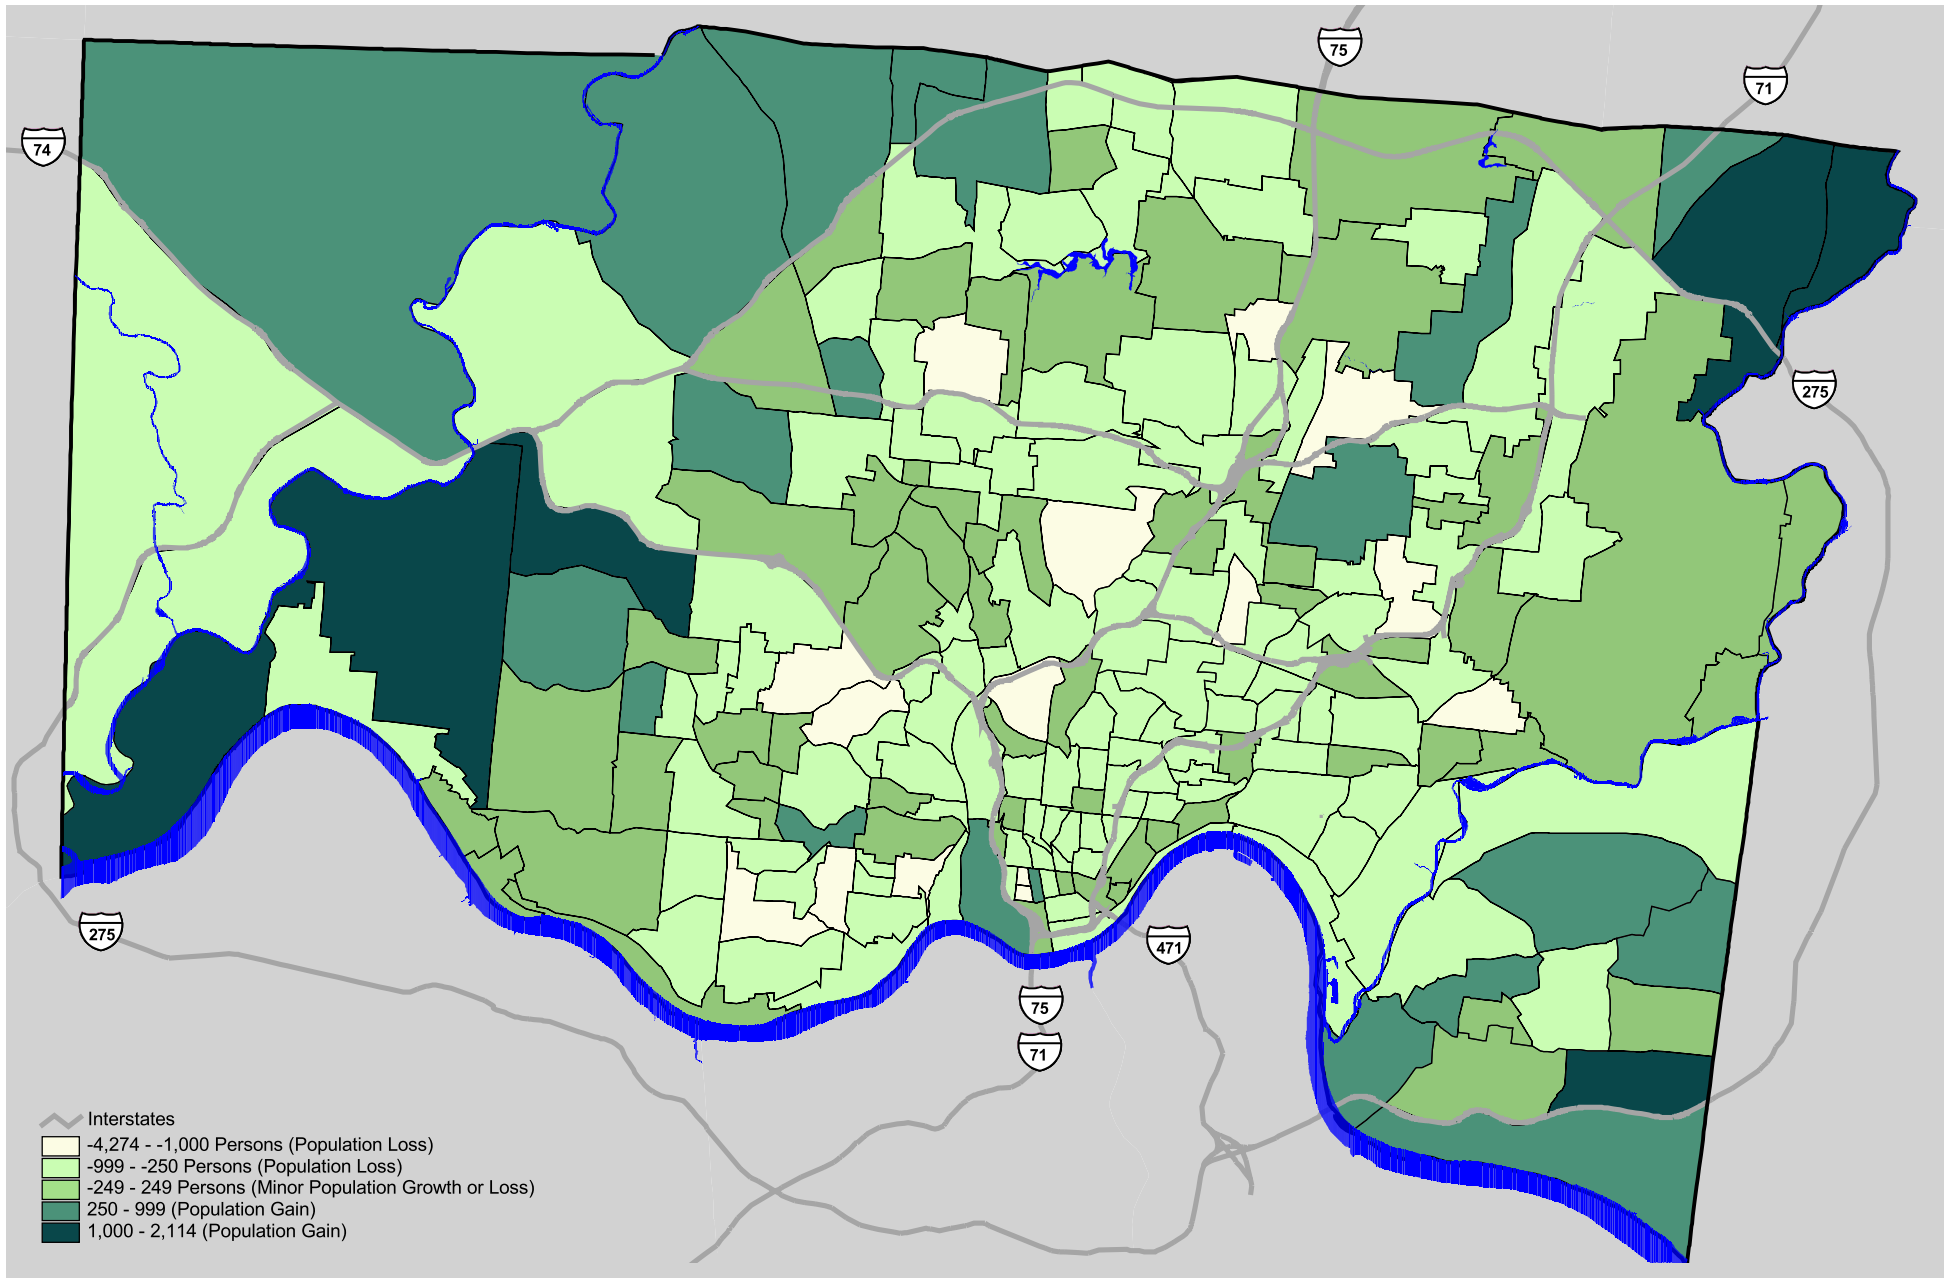 75
71
74
275
275
471
75
71
Interstates
-4,274 - -1,000 Persons (Population Loss)
-999 - -250 Persons (Population Loss)
-249 - 249 Persons (Minor Population Growth or Loss)
250 - 999 (Population Gain)
1,000 - 2,114 (Population Gain)